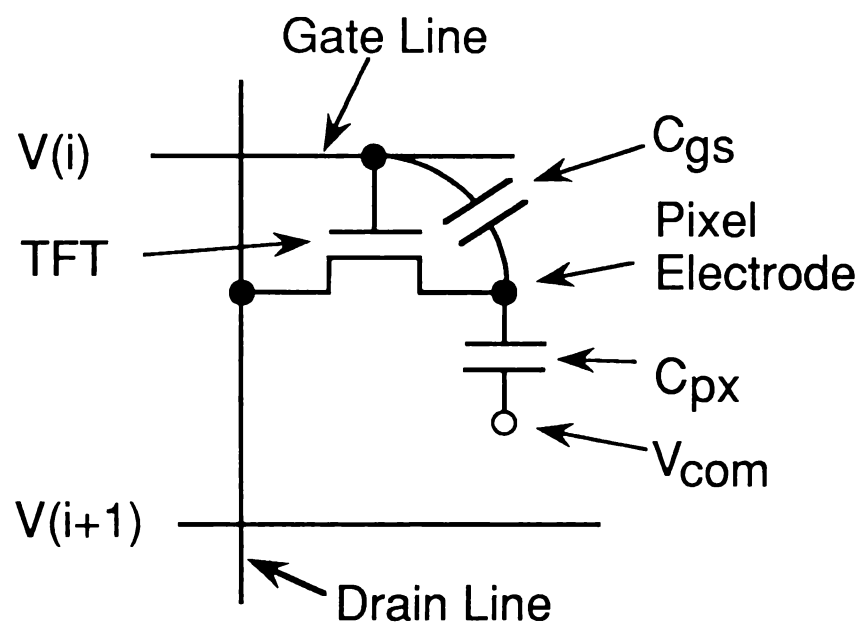 Gate Line
V(i)
Cgs
TFT
Pixel
Electrode
Cpx
Vcom
V(i+1)
Drain Line